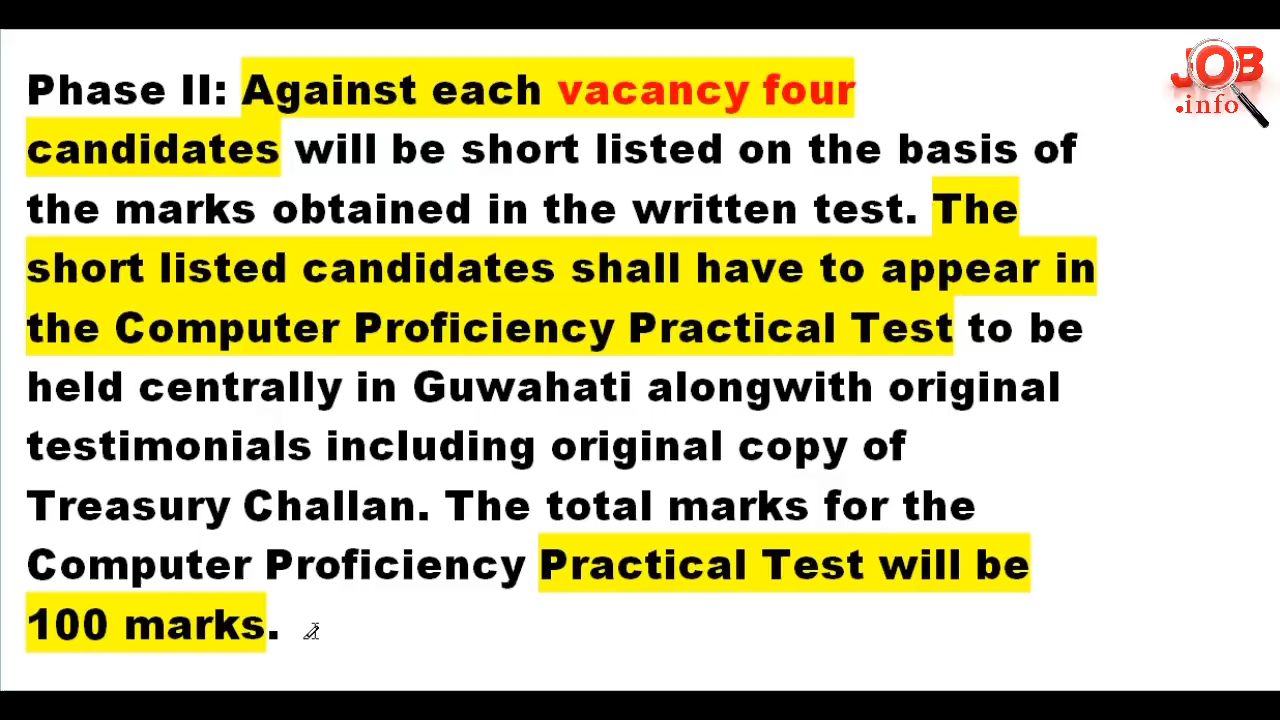 Phase II: Against each vacancy four
candidates will be short listed on the basis of
the marks obtained in the written test. The
short listed candidates shall have to appear in
the Computer Proficiency Practical Test to be
held centrally in Guwahati alongwith original
testimonials including original copy of
Treasury Challan. The total marks for the
Computer Proficiency Practical Test will be
100 marks.
JOB
.info